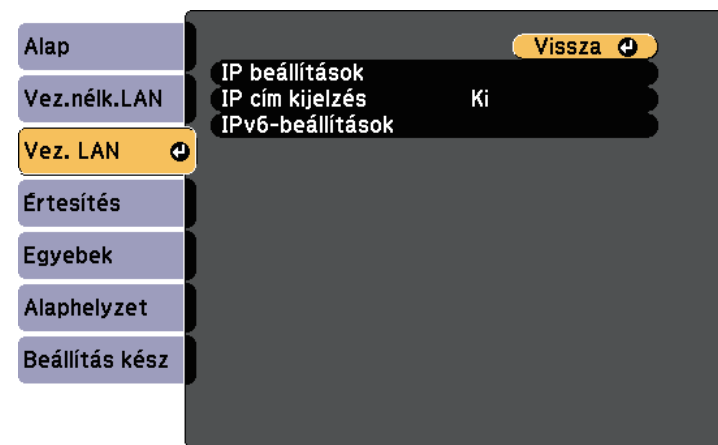 Alap
Vez.nélk.LAN
Vez. LAN
Értesítés
Egyebek
Alaphelyzet
Beállítás kész
Vissza
IP beállítások
IP cím kijelzés Ki
IPv6-beállítások